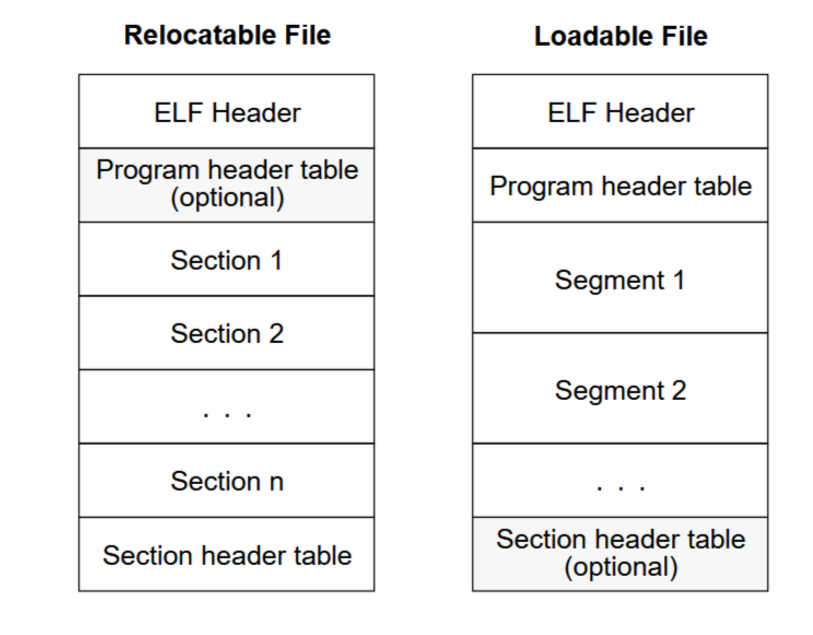 Relocatable File
ELF Header
Program header table
(optional)
Section 1
Section 2
. . .
Section n
Section header table
Loadable File
ELF Header
Program header table
Segment 1
Segment 2
. . .
Section header table
(optional)